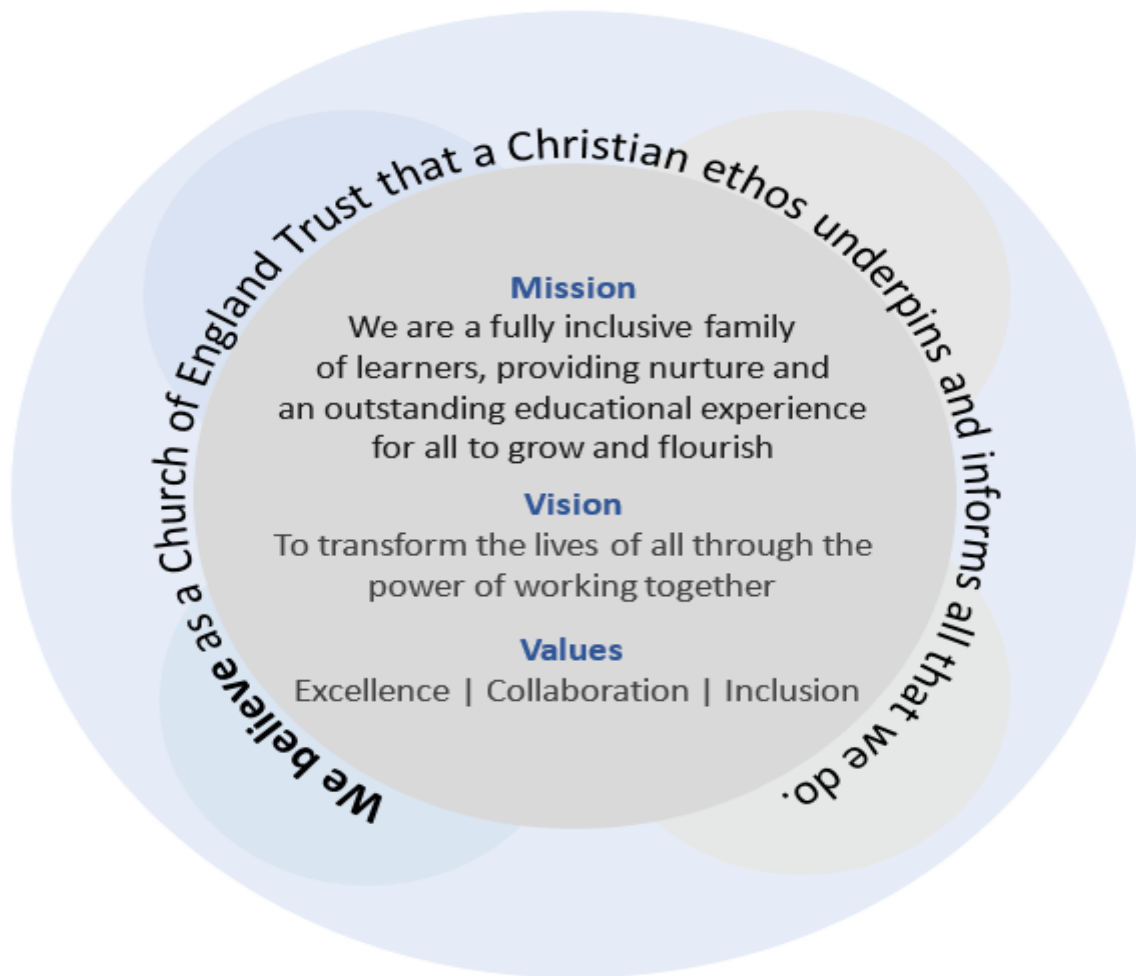 We believe as a Church of England Trust that a Christian ethos underpins and informs all that we do.
Mission
We are a fully inclusive family
of learners, providing nurture and
an outstanding educational experience
for all to grow and flourish
Vision
To transform the lives of all through the
power of working together
Values
Excellence | Collaboration | Inclusion